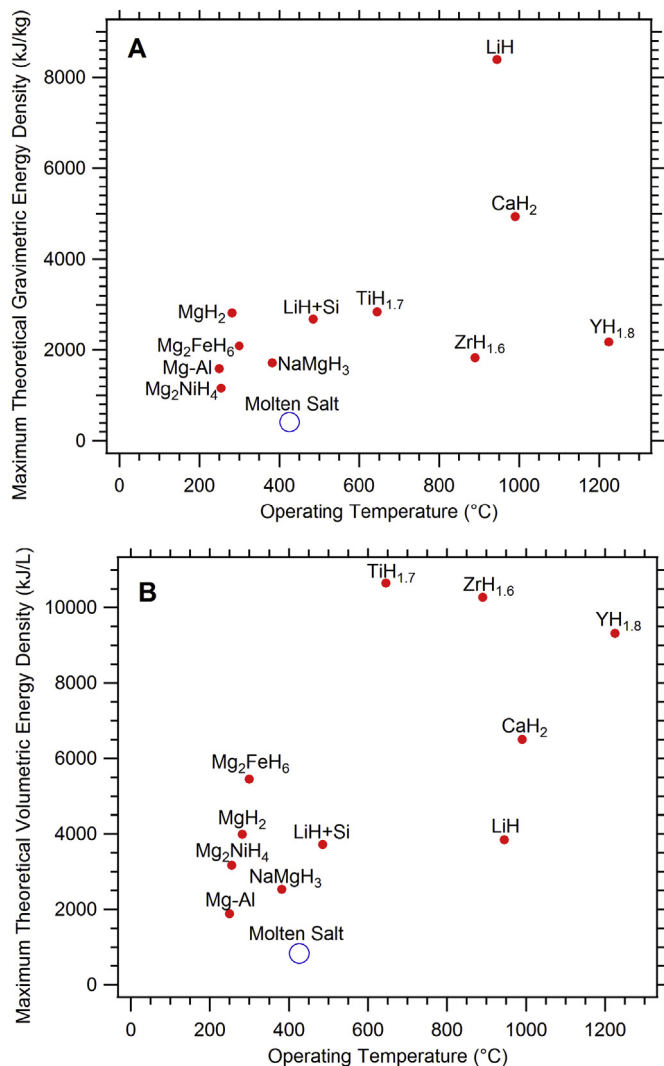 A
Maximum Theoretical Gravimetric Energy Density (kJ/kg)
8000
6000
4000
2000
0
LiH
CaH2
MgH2
LiH+Si
TiH1.7
Mg2FeH6
YH1.8
ZrH1.6
Mg-Al
NaMgH3
Mg2NiH4
Molten Salt
0 200 400 600 800 1000 1200
Operating Temperature (°C)
B
Maximum Theoretical Volumetric Energy Density (kJ/L)
10000
8000
6000
4000
2000
0
TiH1.7
ZrH1.6
YH1.8
CaH2
Mg2FeH6
MgH2
LiH+Si
LiH
Mg2NiH4
NaMgH3
Mg-Al
Molten Salt
0 200 400 600 800 1000 1200
Operating Temperature (°C)